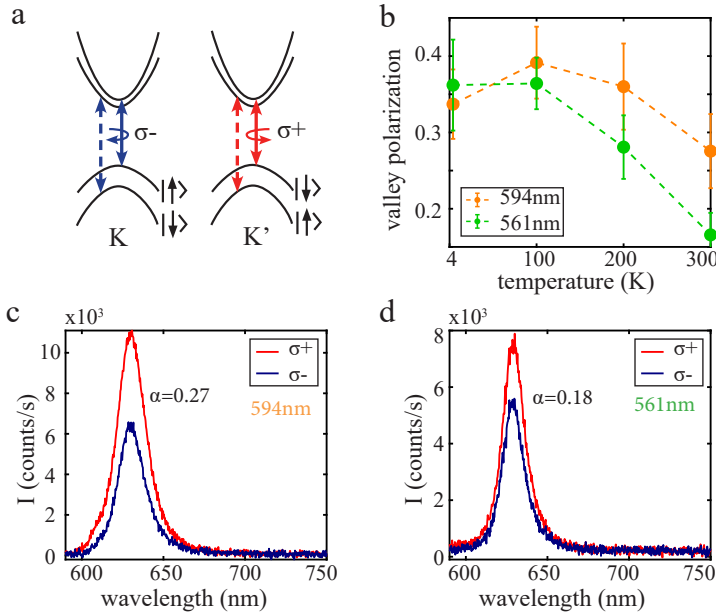 a
σ-
σ+
|↑⟩
|↓⟩
K
|↓⟩
|↑⟩
K'
b
valley polarization
0.4
0.3
0.2
594nm
561nm
4
100
200
300
temperature (K)
c
x10³
I (counts/s)
10
8
6
4
2
0
σ+
σ-
α=0.27
594nm
600
650
700
750
wavelength (nm)
d
x10³
I (counts/s)
8
6
4
2
0
σ+
σ-
α=0.18
561nm
600
650
700
750
wavelength (nm)